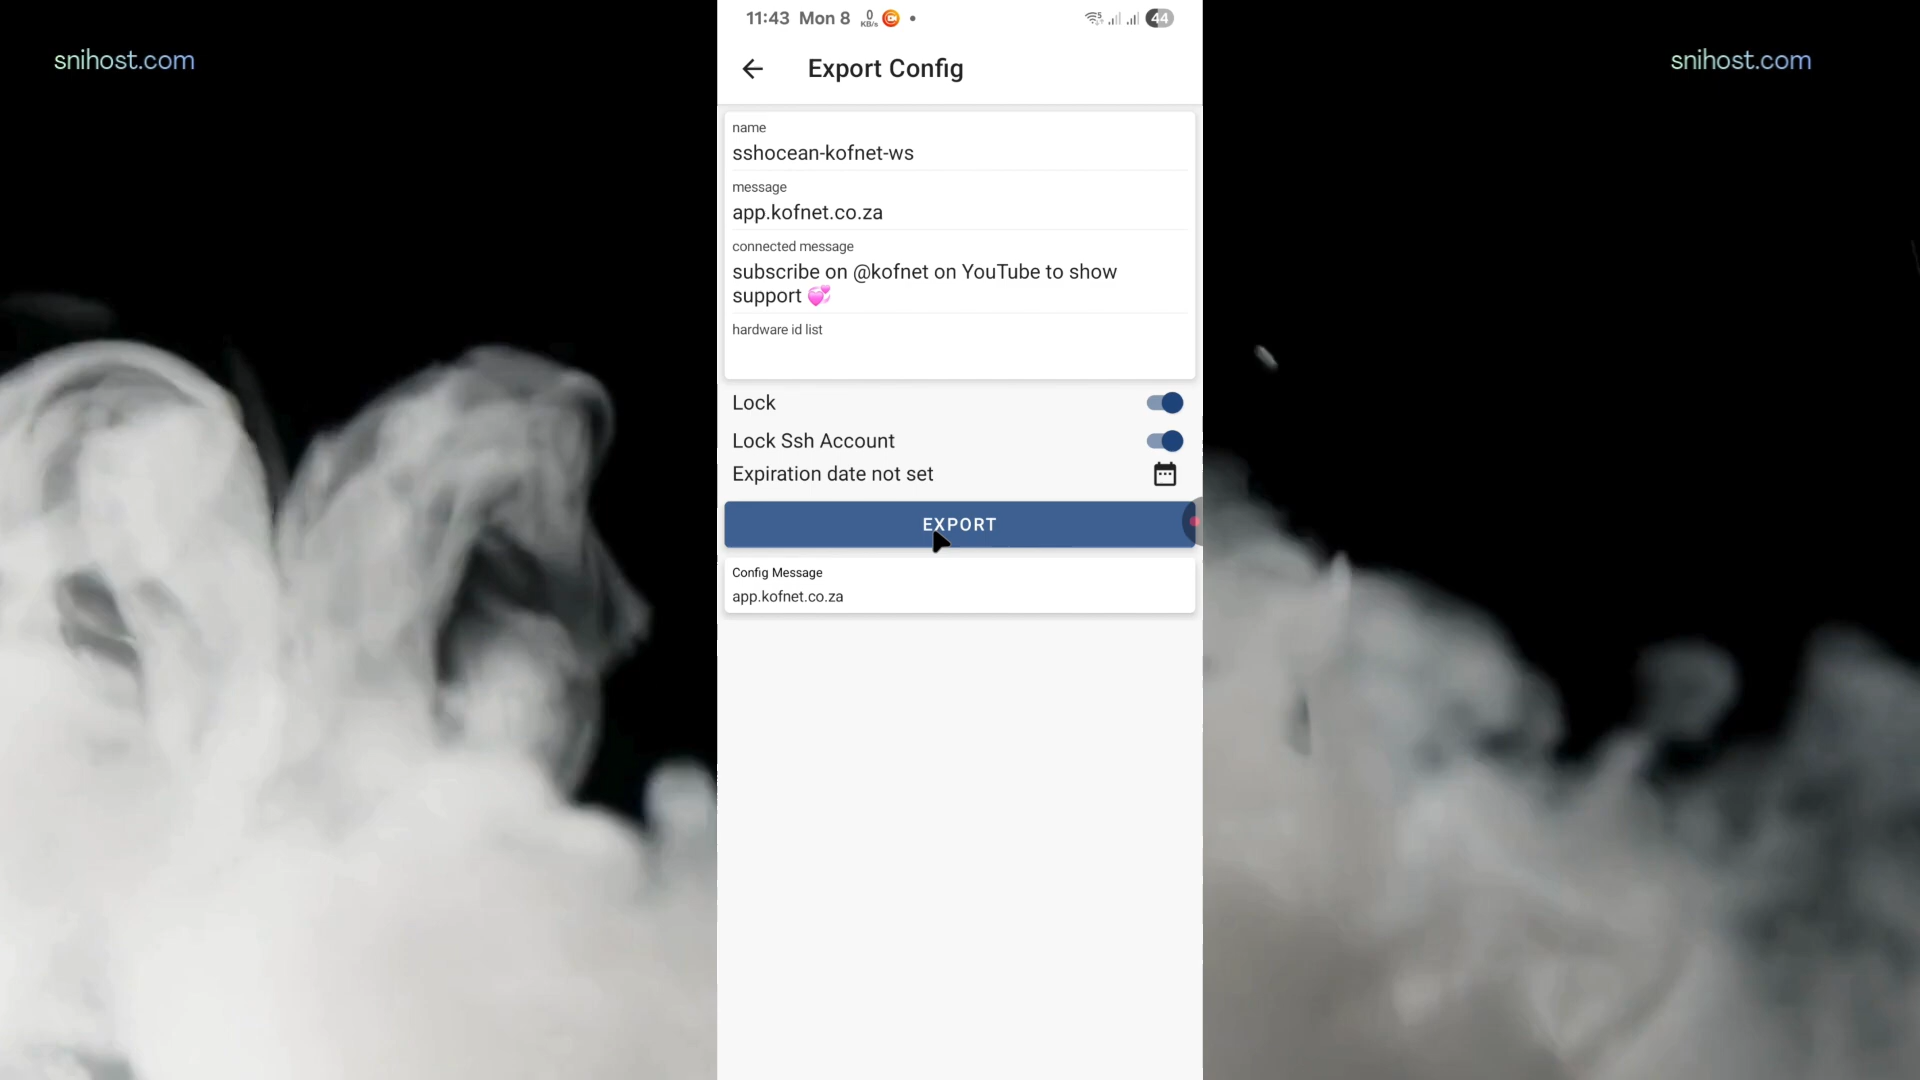 snihost.com
snihost.com
11:43 Mon 8 0 KB/s 44
Export Config
name
sshocean-kofnet-ws
message
app.kofnet.co.za
connected message
subscribe on @kofnet on YouTube to show
support 💞
hardware id list
Lock
Lock Ssh Account
Expiration date not set
EXPORT
Config Message
app.kofnet.co.za